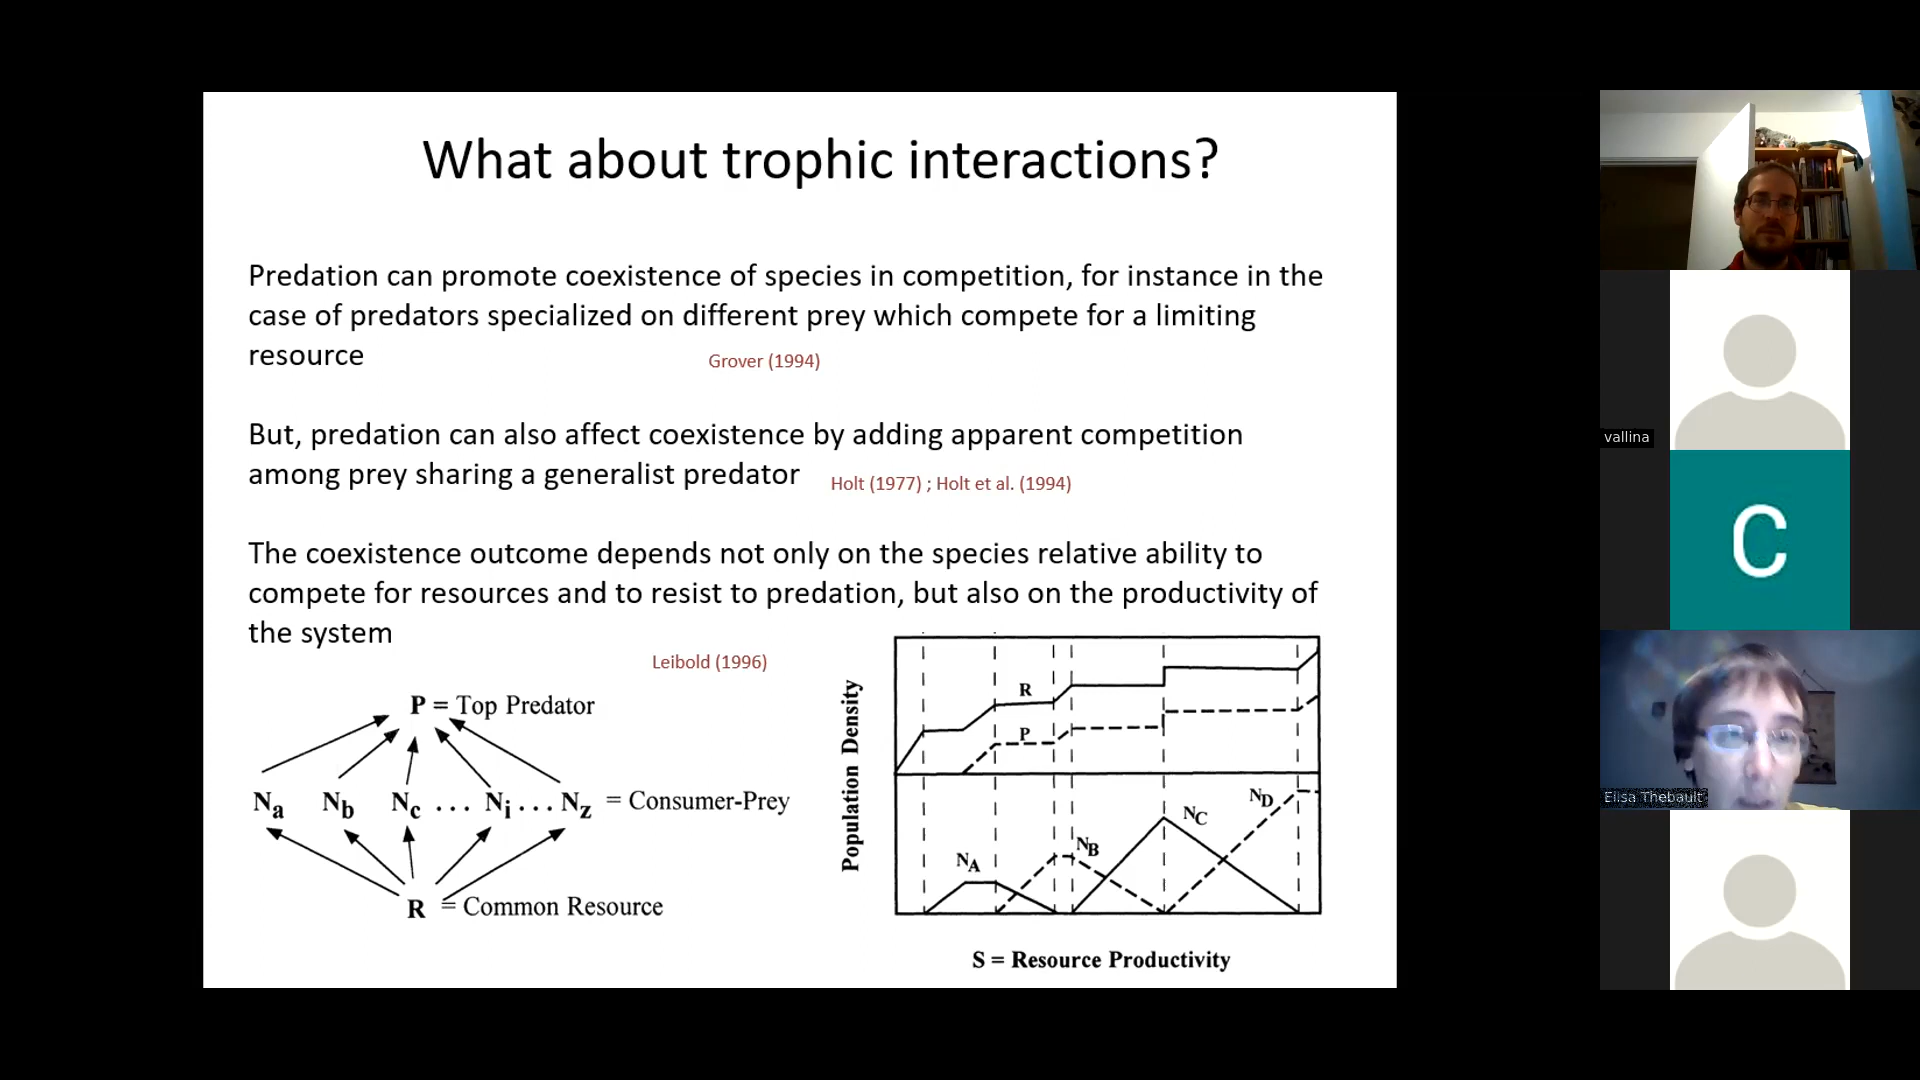 What about trophic interactions?
Predation can promote coexistence of species in competition, for instance in the
case of predators specialized on different prey which compete for a limiting
resource
Grover (1994)
But, predation can also affect coexistence by adding apparent competition
among prey sharing a generalist predator
Holt (1977) ; Holt et al. (1994)
The coexistence outcome depends not only on the species relative ability to
compete for resources and to resist to predation, but also on the productivity of
the system
Leibold (1996)
P = Top Predator
Na Nb Nc . . . Ni . . . Nz = Consumer-Prey
R = Common Resource
Population Density
R
P
NA
NB
NC
ND
S = Resource Productivity
vallina
C
Elisa Thebault